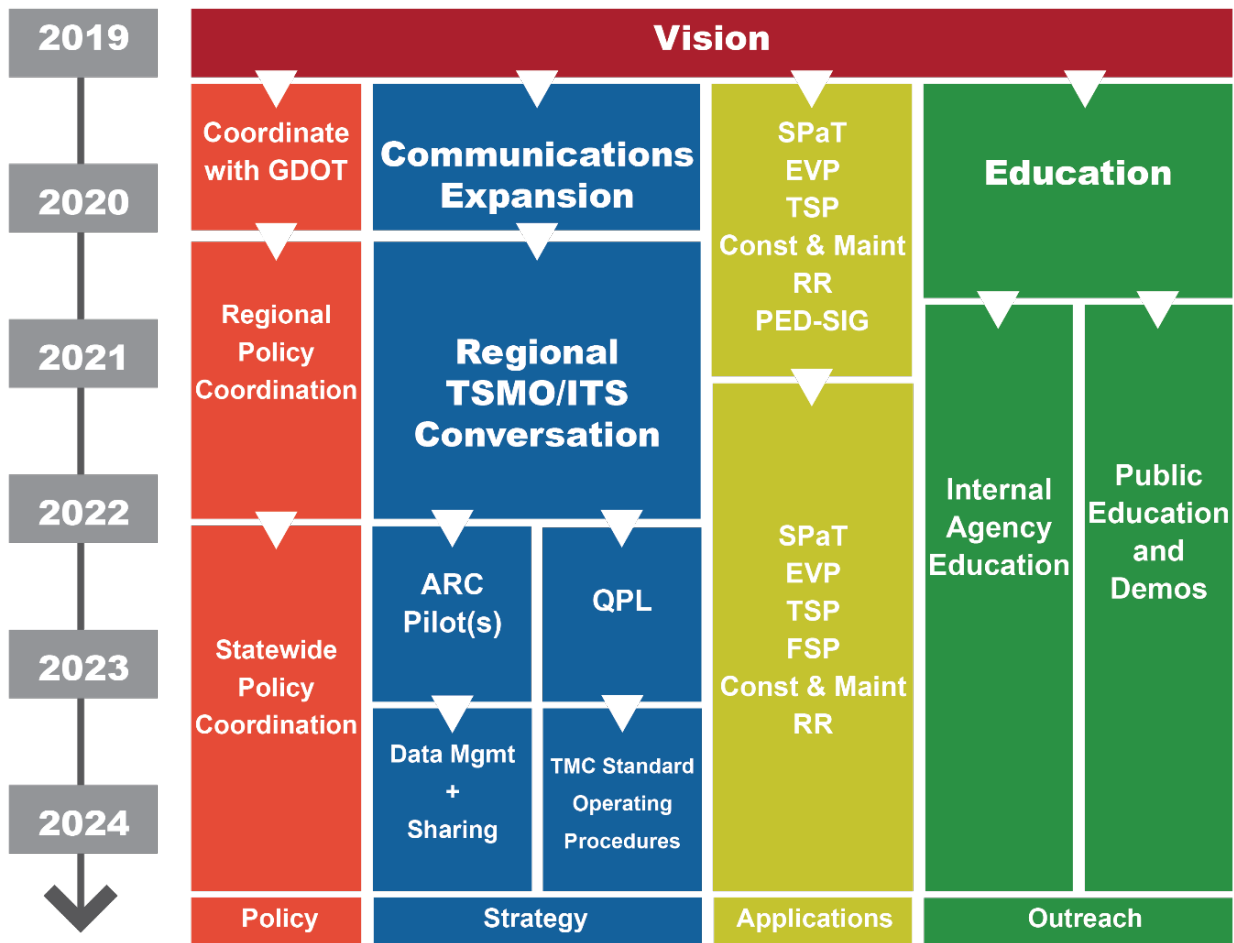 2019
2020
2021
2022
2023
2024
Vision
Coordinate
with GDOT
Regional
Policy
Coordination
Statewide
Policy
Coordination
Policy
Communications
Expansion
Regional
TSMO/ITS
Conversation
ARC
Pilot(s)
Data Mgmt
+
Sharing
QPL
TMC Standard
Operating
Procedures
Strategy
SPaT
EVP
TSP
Const & Maint
RR
PED-SIG
SPaT
EVP
TSP
FSP
Const & Maint
RR
Applications
Education
Internal
Agency
Education
Public
Education
and
Demos
Outreach